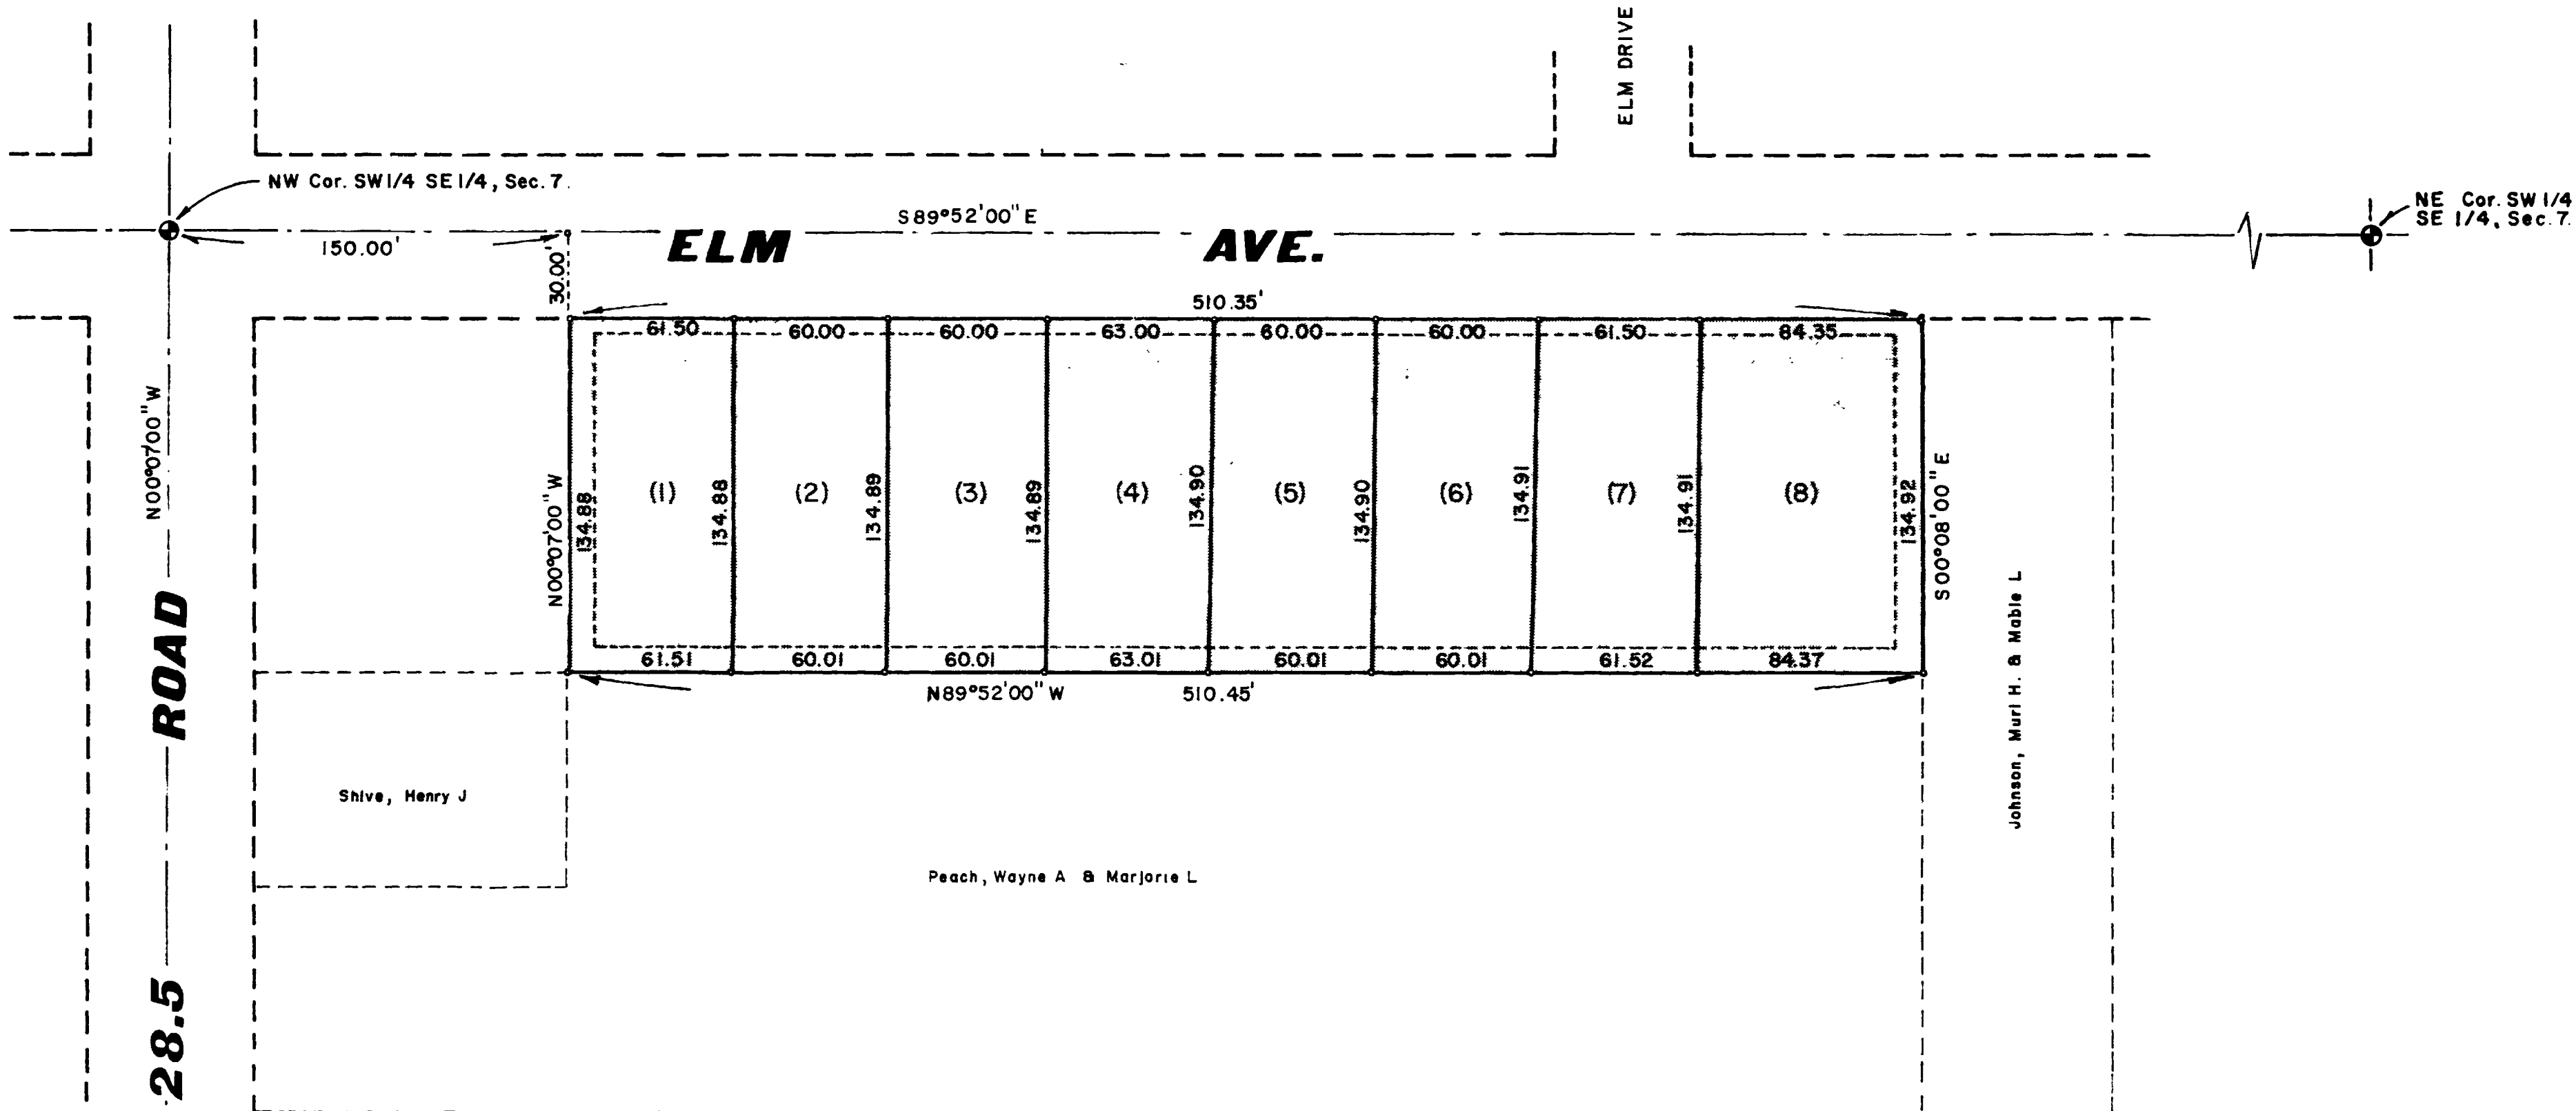 ELM DRIVE
NW Cor. SW1/4 SE1/4, Sec. 7.
NE Cor. SW 1/4
SE 1/4, Sec. 7.
S89°52'00" E
150.00'
ELM AVE.
30.00'
510.35'
61.50 60.00 60.00 63.00 60.00 60.00 61.50 84.35
N00°07'00" W
N00°07'00" W
134.88
(1)
134.88
(2)
134.89
(3)
134.89
(4)
134.90
(5)
134.90
(6)
134.91
(7)
134.91
(8)
134.92
S00°08'00" E
61.51 60.01 60.01 63.01 60.01 60.01 61.52 84.37
N89°52'00" W 510.45'
28.5 ROAD
Shive, Henry J
Peach, Wayne A & Marjorie L
Johnson, Murl H. & Mable L